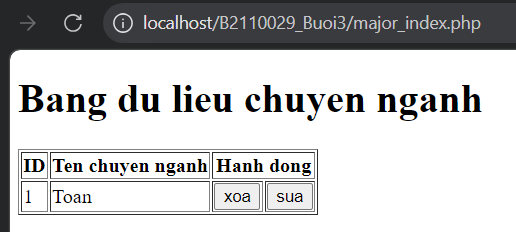 localhost/B2110029_Buoi3/major_index.php
Bang du lieu chuyen nganh
ID Ten chuyen nganh Hanh dong
1 Toan xoa sua